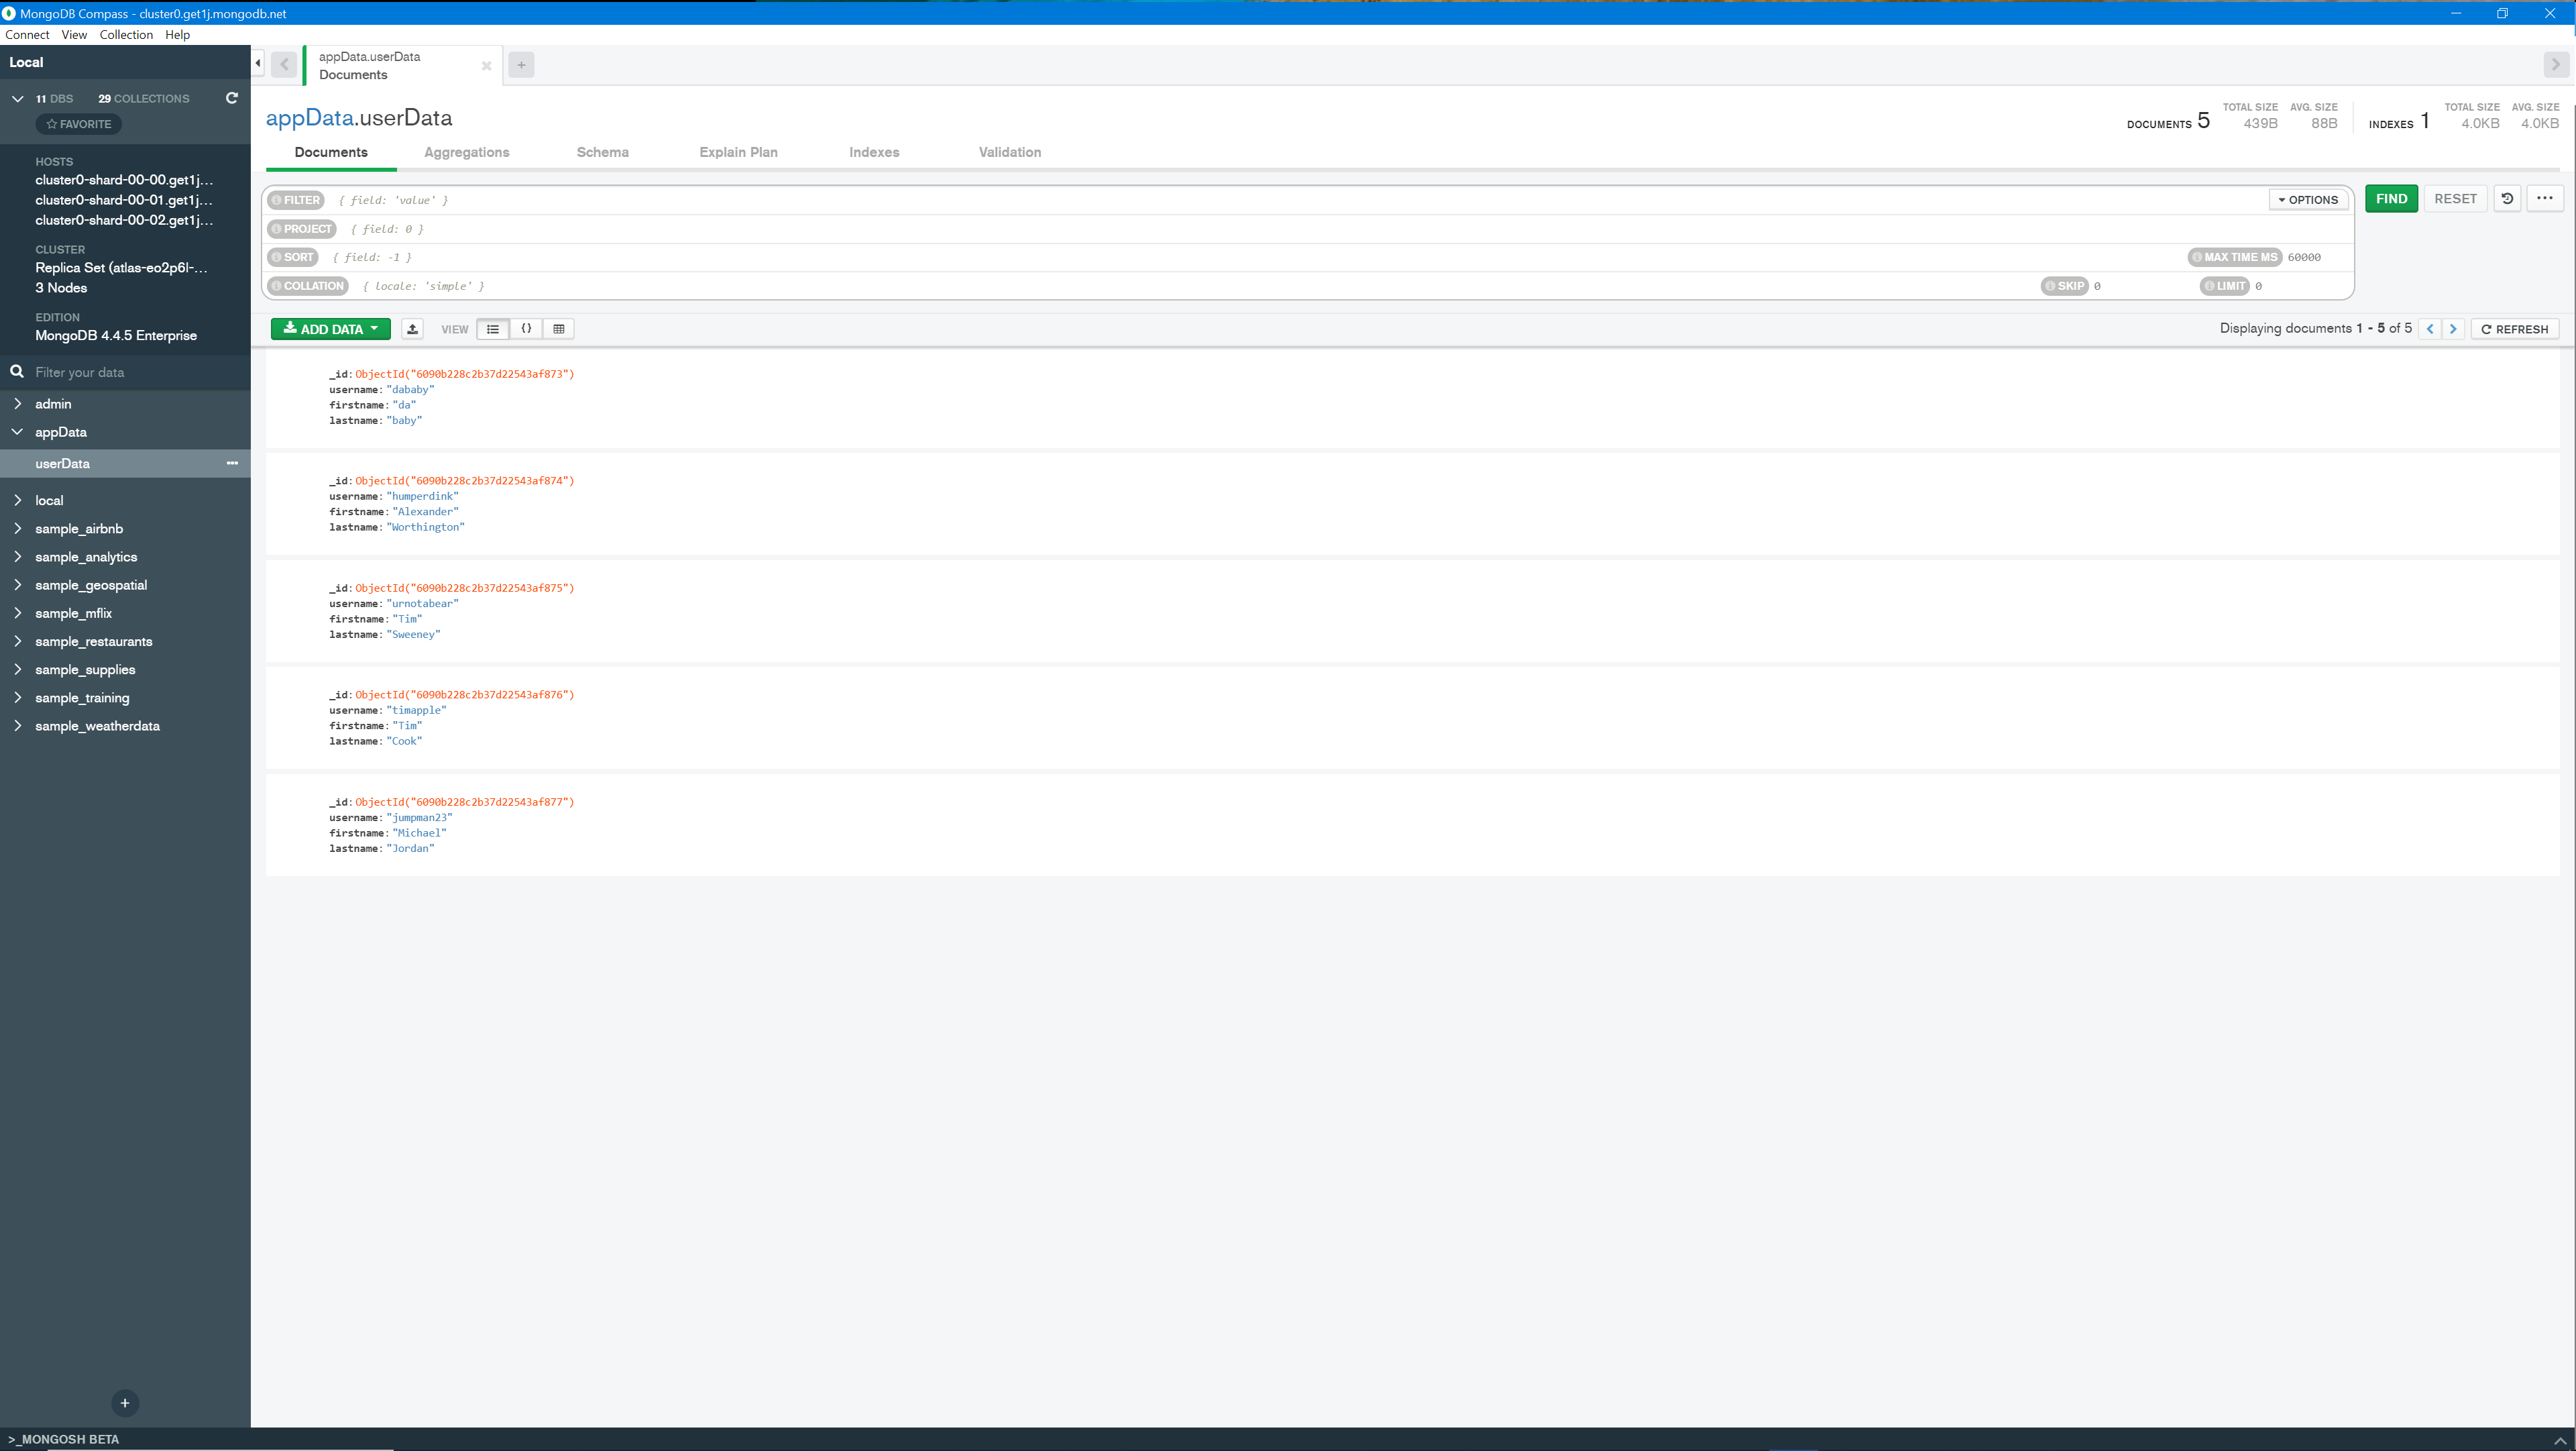 MongoDB Compass - cluster0.get1j.mongodb.net
Connect View Collection Help
Local
11 DBS 29 COLLECTIONS
FAVORITE
HOSTS
cluster0-shard-00-00.get1j...
cluster0-shard-00-01.get1j...
cluster0-shard-00-02.get1j...
CLUSTER
Replica Set (atlas-eo2p6l-...
3 Nodes
EDITION
MongoDB 4.4.5 Enterprise
Filter your data
admin
appData
userData
local
sample_airbnb
sample_analytics
sample_geospatial
sample_mflix
sample_restaurants
sample_supplies
sample_training
sample_weatherdata
appData.userData
Documents
appData.userData
DOCUMENTS 5 TOTAL SIZE 439B AVG. SIZE 88B INDEXES 1 TOTAL SIZE 4.0KB AVG. SIZE 4.0KB
Documents Aggregations Schema Explain Plan Indexes Validation
FILTER { field: 'value' } OPTIONS FIND RESET
PROJECT { field: 0 }
SORT { field: -1 } MAX TIME MS 60000
COLLATION { locale: 'simple' } SKIP 0 LIMIT 0
ADD DATA VIEW {} Displaying documents 1 - 5 of 5 REFRESH
_id: ObjectId("6090b228c2b37d22543af873")
username: "dababy"
firstname: "da"
lastname: "baby"
_id: ObjectId("6090b228c2b37d22543af874")
username: "humperdink"
firstname: "Alexander"
lastname: "Worthington"
_id: ObjectId("6090b228c2b37d22543af875")
username: "urnotabear"
firstname: "Tim"
lastname: "Sweeney"
_id: ObjectId("6090b228c2b37d22543af876")
username: "timapple"
firstname: "Tim"
lastname: "Cook"
_id: ObjectId("6090b228c2b37d22543af877")
username: "jumpman23"
firstname: "Michael"
lastname: "Jordan"
>_MONGOSH BETA